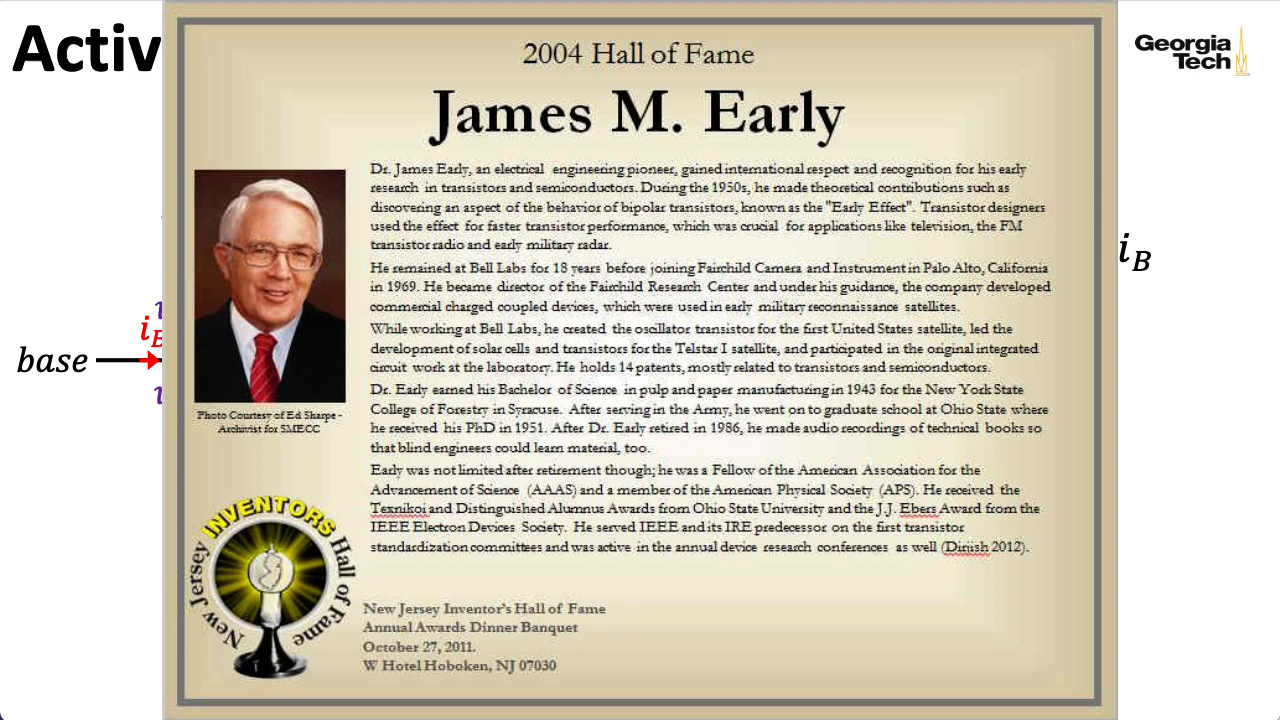 Activ
Georgia
Tech
2004 Hall of Fame
James M. Early
Dr. James Early, an electrical engineering pioneer, gained international respect and recognition for his early
research in transistors and semiconductors. During the 1950s, he made theoretical contributions such as
discovering an aspect of the behavior of bipolar transistors, known as the "Early Effect". Transistor designers
used the effect for faster transistor performance, which was crucial for applications like television, the FM
transistor radio and early military radar.
He remained at Bell Labs for 18 years before joining Fairchild Camera and Instrument in Palo Alto, California
in 1969. He became director of the Fairchild Research Center and under his guidance, the company developed
commercial charged coupled devices, which were used in early military reconnaissance satellites.
While working at Bell Labs, he created the oscillator transistor for the first United States satellite, led the
development of solar cells and transistors for the Telstar I satellite, and participated in the original integrated
circuit work at the laboratory. He holds 14 patents, mostly related to transistors and semiconductors.
Dr. Early earned his Bachelor of Science in pulp and paper manufacturing in 1943 for the New York State
College of Forestry in Syracuse. After serving in the Army, he went on to graduate school at Ohio State where
he received his PhD in 1951. After Dr. Early retired in 1986, he made audio recordings of technical books so
that blind engineers could learn material, too.
Early was not limited after retirement though; he was a Fellow of the American Association for the
Advancement of Science (AAAS) and a member of the American Physical Society (APS). He received the
Texnikoi and Distinguished Alumnus Awards from Ohio State University and the J.J. Ebers Award from the
IEEE Electron Devices Society. He served IEEE and its IRE predecessor on the first transistor
standardization committees and was active in the annual device research conferences as well (Dinish 2012).
Photo Courtesy of Ed Sharpe -
Archivist for SMECC
New Jersey INVENTORS Hall of Fame
New Jersey Inventor's Hall of Fame
Annual Awards Dinner Banquet
October 27, 2011.
W Hotel Hoboken, NJ 07030
i_B
base
i_B